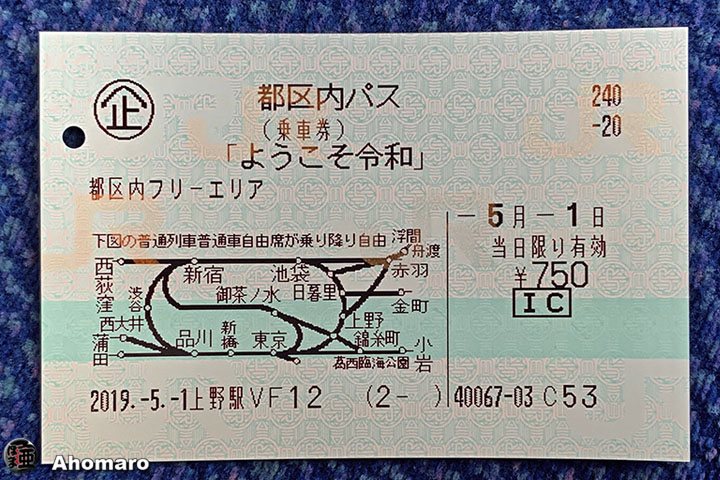 企
都区内パス
(乗車券)
「ようこそ令和」
240
-20
都区内フリーエリア
-5月-1日
当日限り有効
¥750
IC
下図の普通列車普通車自由席が乗り降り自由
浮間舟渡
西荻窪
新宿
池袋
赤羽
渋谷
御茶ノ水
日暮里
金町
西大井
上野
蒲田
品川
新橋
東京
錦糸町
小岩
葛西臨海公園
2019.-5.-1上野駅VF12 (2- ) 40067-03 C53
Ahomaro